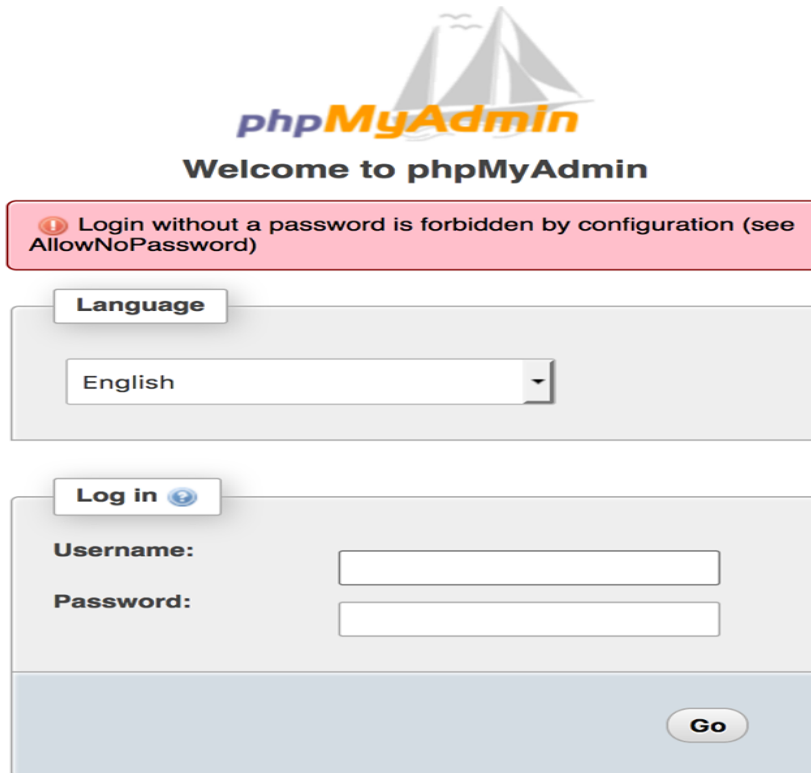 phpMyAdmin
Welcome to phpMyAdmin
Login without a password is forbidden by configuration (see
AllowNoPassword)
Language
English
Log in
Username:
Password:
Go